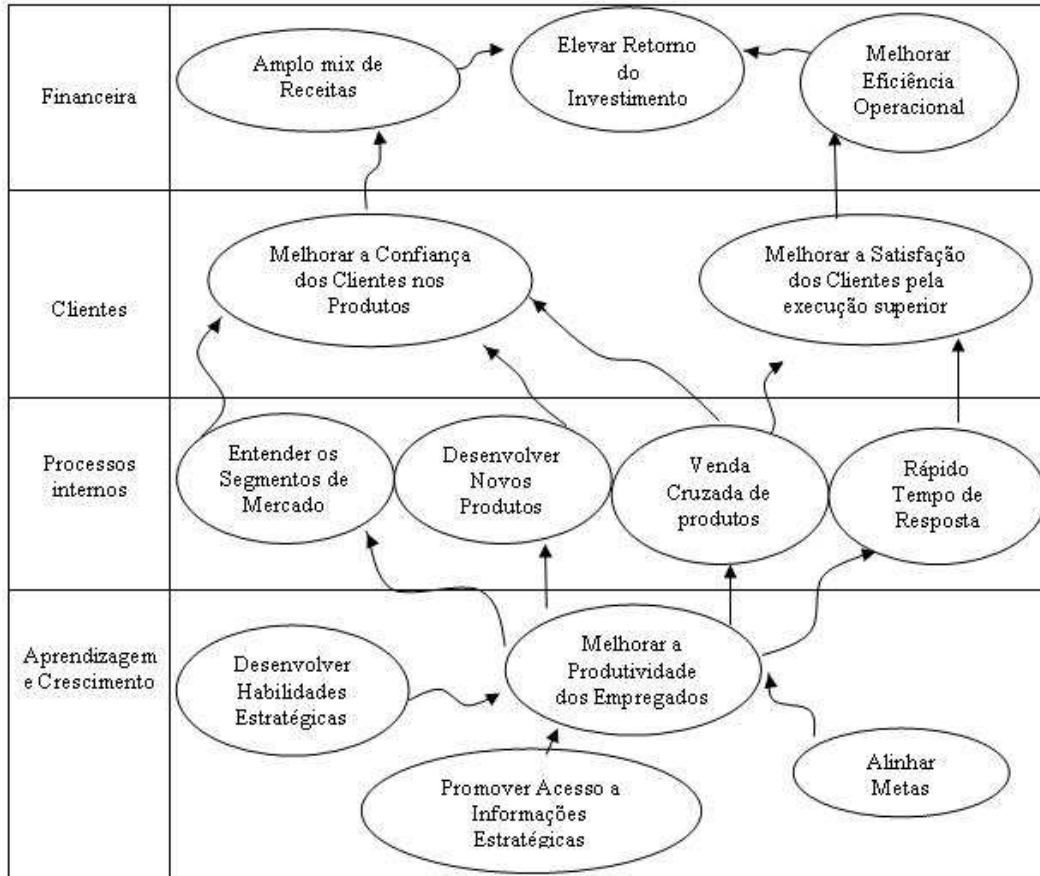 Financeira
Amplo mix de
Receitas
Elevar Retorno
do
Investimento
Melhorar
Eficiência
Operacional
Clientes
Melhorar a Confiança
dos Clientes nos
Produtos
Melhorar a Satisfação
dos Clientes pela
execução superior
Processos
internos
Entender os
Segmentos de
Mercado
Desenvolver
Novos
Produtos
Venda
Cruzada de
produtos
Rápido
Tempo de
Resposta
Aprendizagem
e Crescimento
Desenvolver
Habilidades
Estratégicas
Melhorar a
Produtividade
dos Empregados
Promover Acesso a
Informações
Estratégicas
Alinhar
Metas